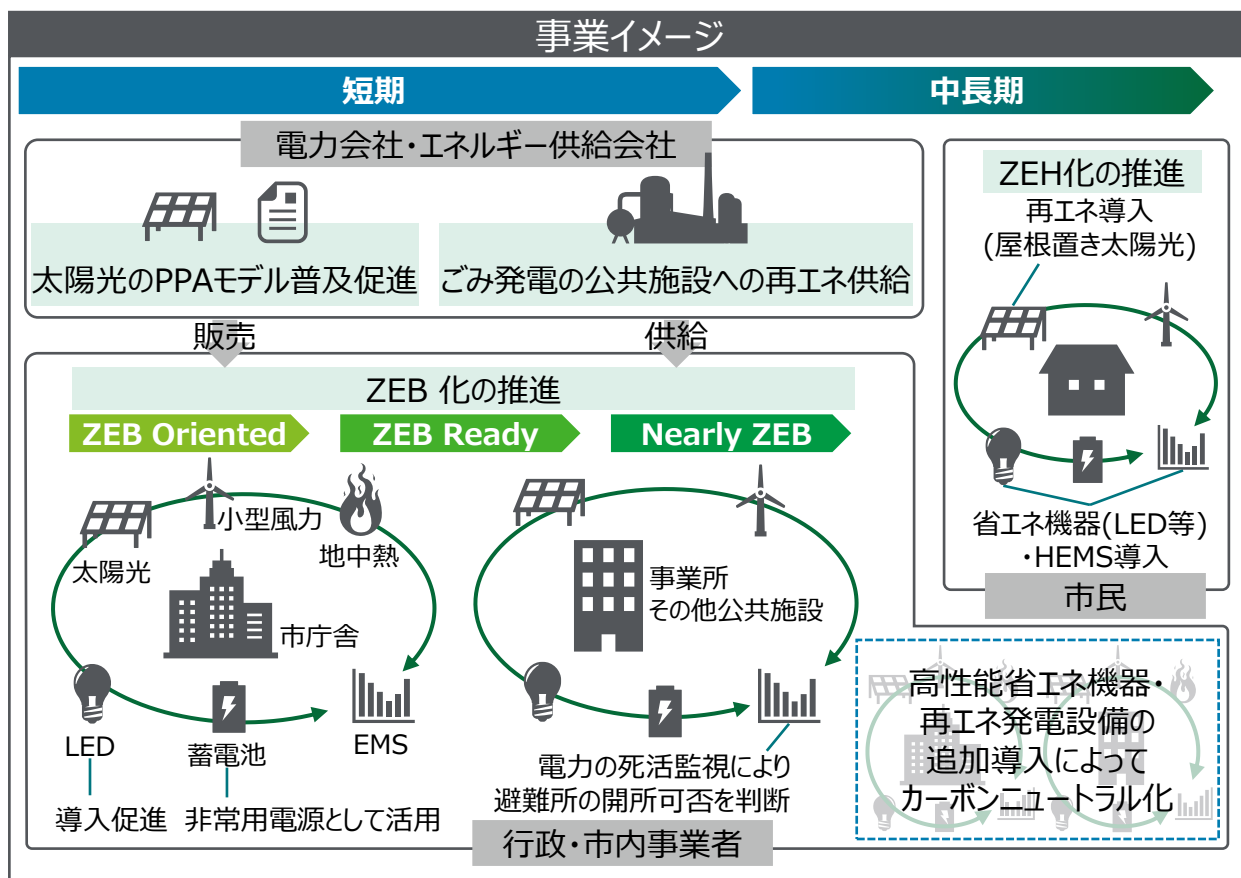 事業イメージ
短期
中長期
電力会社・エネルギー供給会社
太陽光のPPAモデル普及促進
ごみ発電の公共施設への再エネ供給
販売
供給
ZEB 化の推進
ZEB Oriented
ZEB Ready
Nearly ZEB
太陽光
小型風力
地中熱
市庁舎
LED
蓄電池
EMS
導入促進
非常用電源として活用
事業所
その他公共施設
電力の死活監視により
避難所の開所可否を判断
行政・市内事業者
ZEH化の推進
再エネ導入
(屋根置き太陽光)
省エネ機器(LED等)
・HEMS導入
市民
高性能省エネ機器・
再エネ発電設備の
追加導入によって
カーボンニュートラル化